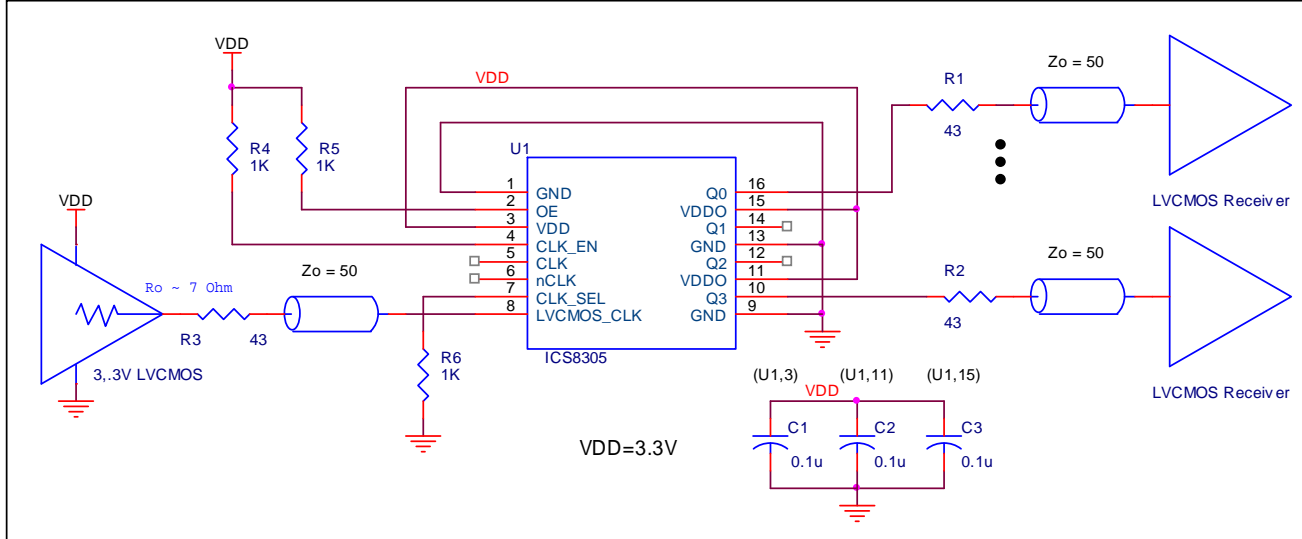 VDD
R4
1K
R5
1K
VDD
VDD
Ro ~ 7 Ohm
R3
43
3,.3V LVCMOS
Zo = 50
R6
1K
U1
1
GND
2
OE
3
VDD
4
CLK_EN
5
CLK
6
nCLK
7
CLK_SEL
8
LVCMOS_CLK
Q0
16
VDDO
15
Q1
14
GND
13
Q2
12
VDDO
11
Q3
10
GND
9
ICS8305
R1
43
Zo = 50
LVCMOS Receiver
R2
43
Zo = 50
LVCMOS Receiver
VDD=3.3V
(U1,3)
(U1,11)
(U1,15)
VDD
C1
0.1u
C2
0.1u
C3
0.1u